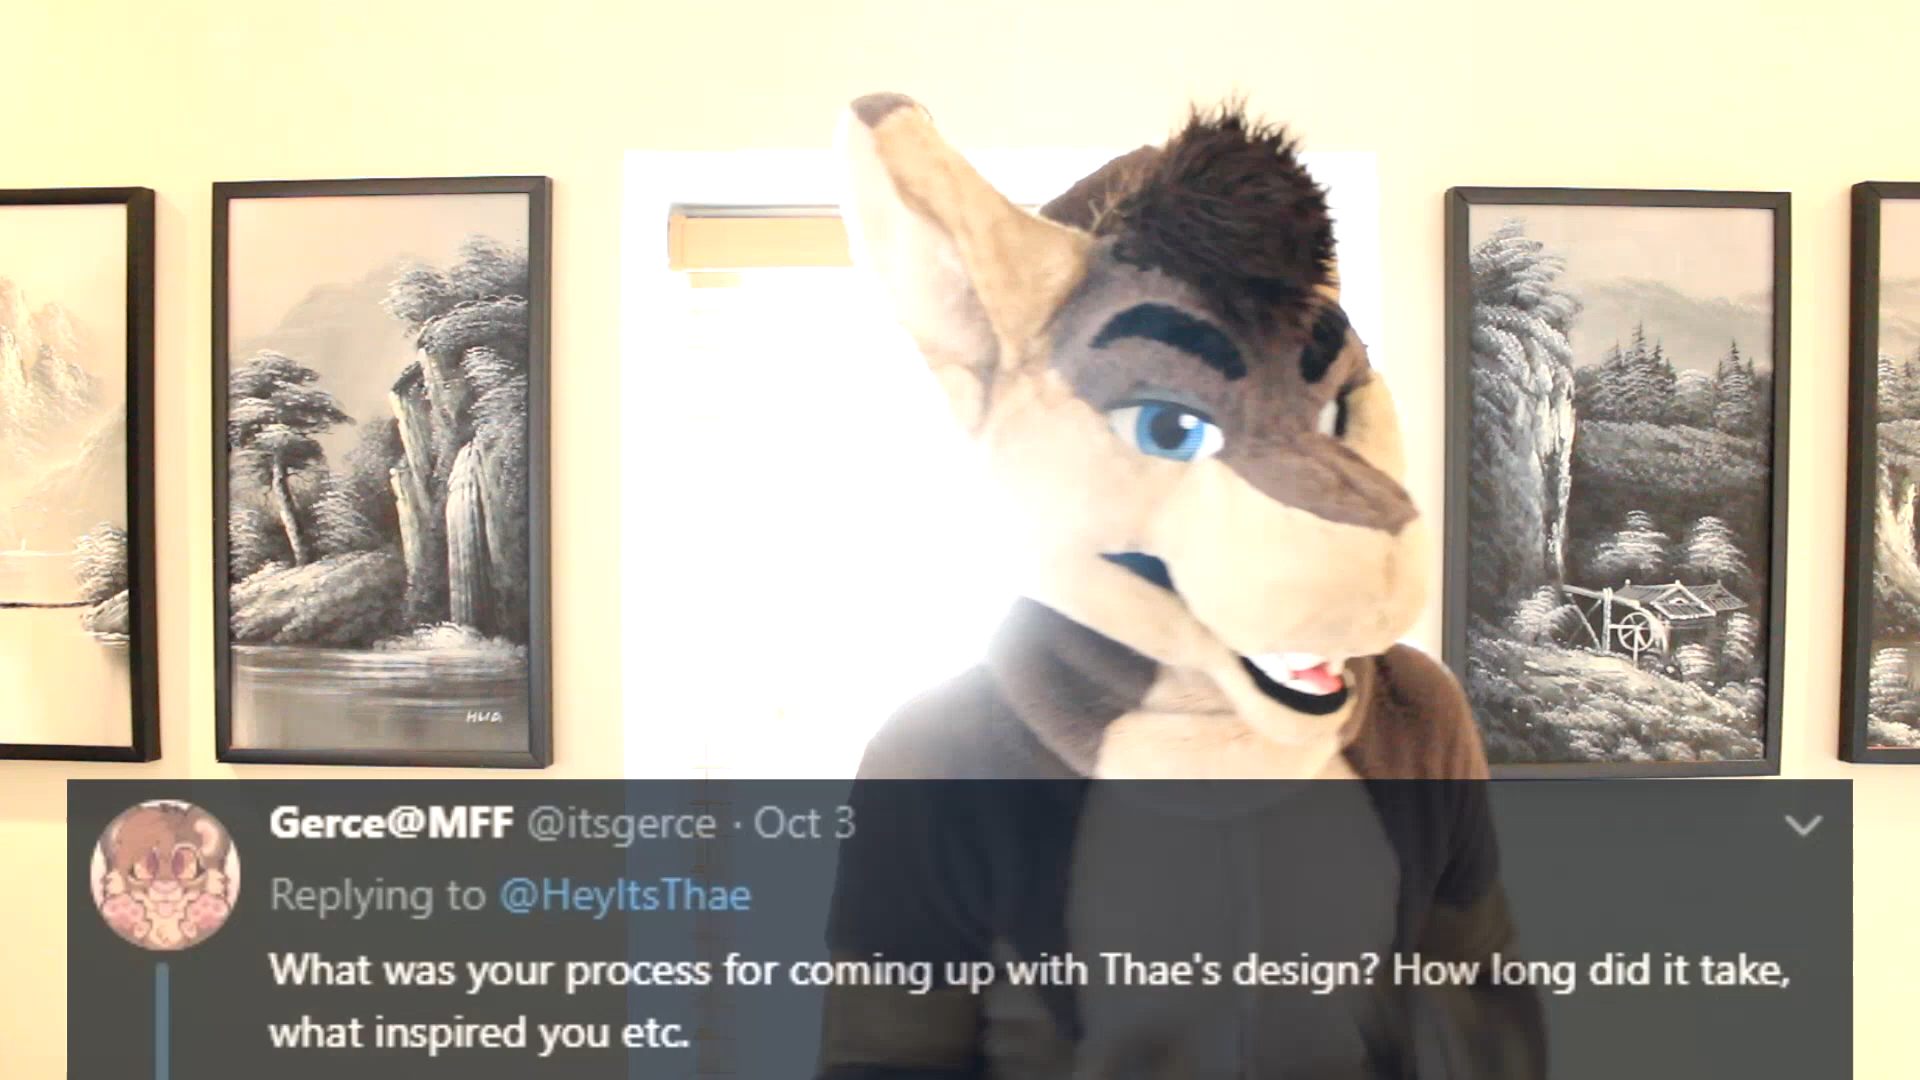 HUA
Gerce@MFF @itsgerce · Oct 3
Replying to @HeyItsThae
What was your process for coming up with Thae's design? How long did it take,
what inspired you etc.